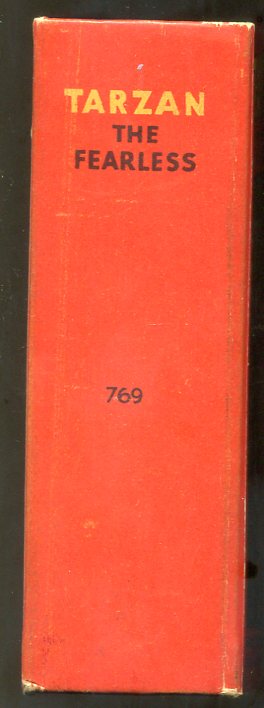 TARZAN
THE
FEARLESS
769